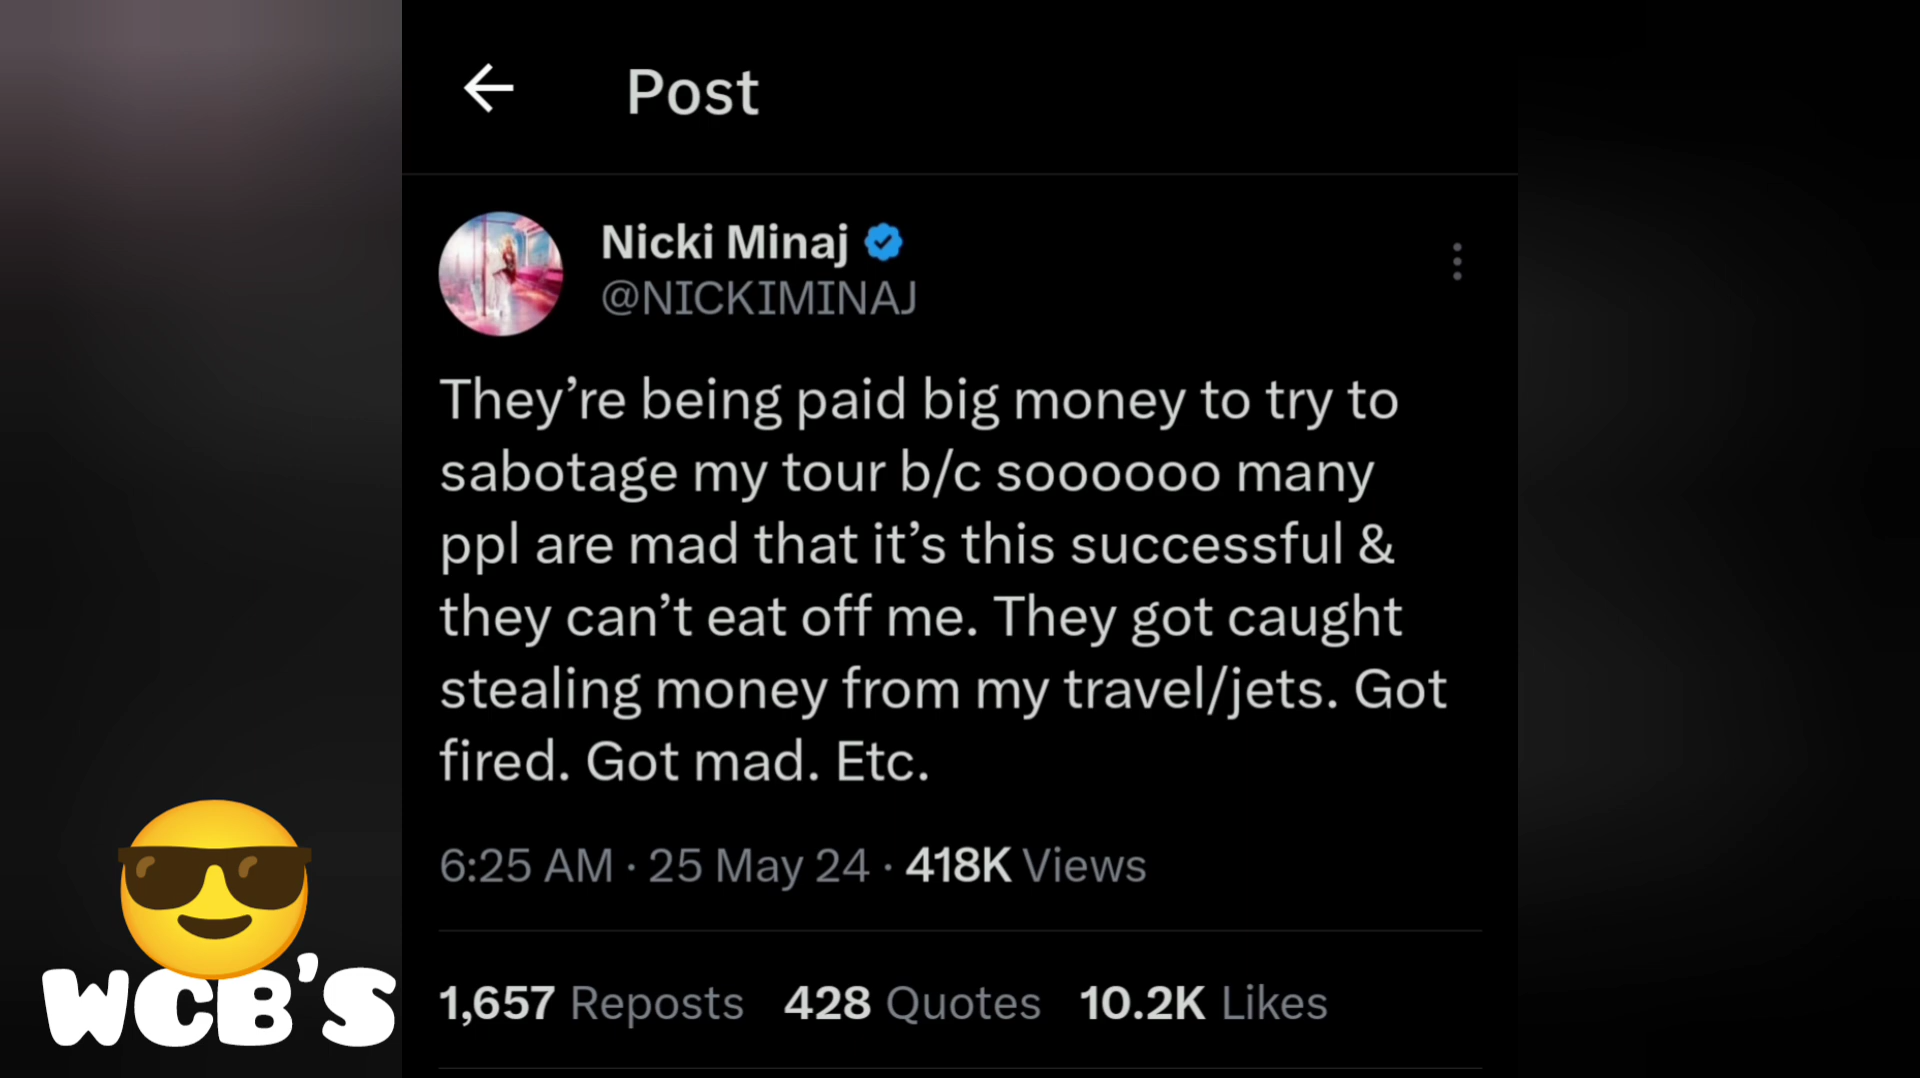 Post
Nicki Minaj
@NICKIMINAJ
They’re being paid big money to try to
sabotage my tour b/c soooooo many
ppl are mad that it’s this successful &
they can’t eat off me. They got caught
stealing money from my travel/jets. Got
fired. Got mad. Etc.
6:25 AM · 25 May 24 · 418K Views
1,657 Reposts 428 Quotes 10.2K Likes
WCB'S